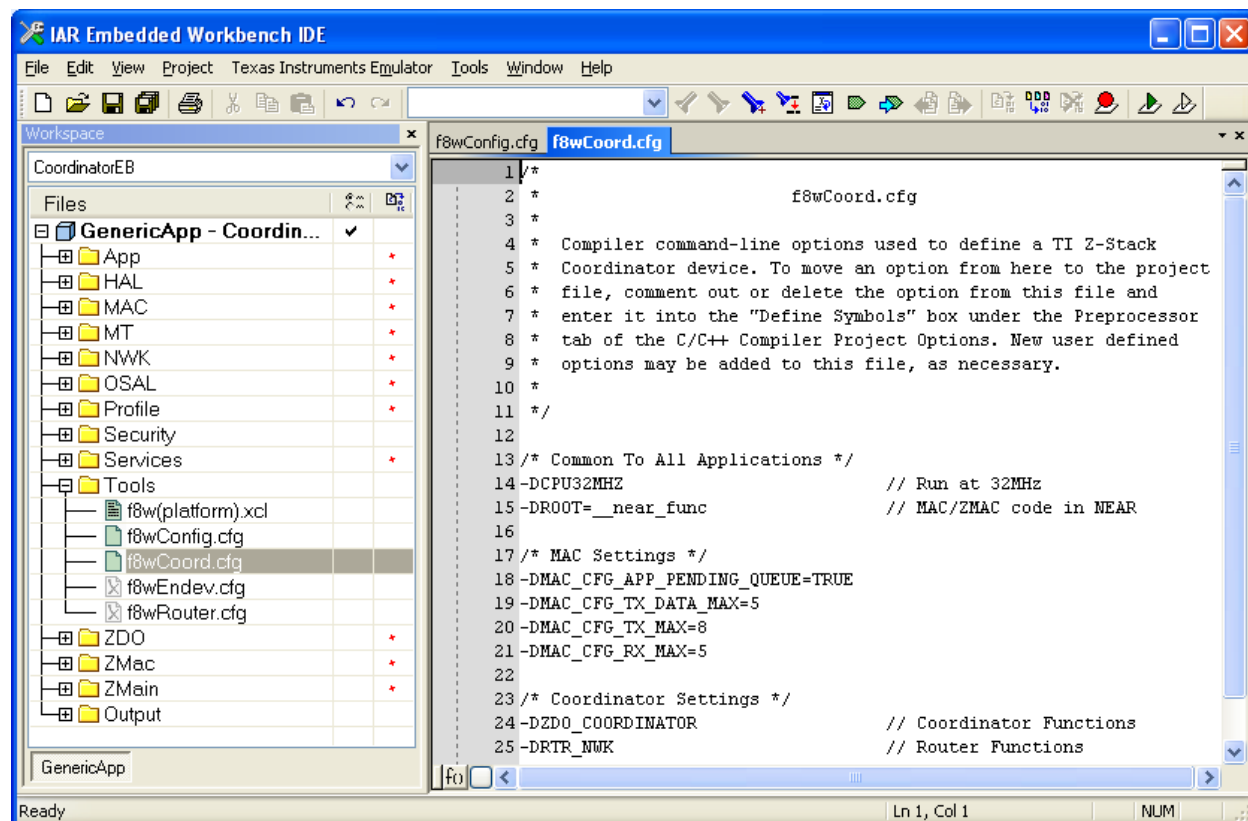 IAR Embedded Workbench IDE
File Edit View Project Texas Instruments Emulator Tools Window Help
Workspace
CoordinatorEB
Files
GenericApp - Coordin...
App
HAL
MAC
MT
NWK
OSAL
Profile
Security
Services
Tools
f8w(platform).xcl
f8wConfig.cfg
f8wCoord.cfg
f8wEndev.cfg
f8wRouter.cfg
ZDO
ZMac
ZMain
Output
GenericApp
f8wConfig.cfg f8wCoord.cfg
1 /*
2 * f8wCoord.cfg
3 *
4 * Compiler command-line options used to define a TI Z-Stack
5 * Coordinator device. To move an option from here to the project
6 * file, comment out or delete the option from this file and
7 * enter it into the "Define Symbols" box under the Preprocessor
8 * tab of the C/C++ Compiler Project Options. New user defined
9 * options may be added to this file, as necessary.
10 *
11 */
12
13 /* Common To All Applications */
14 -DCPU32MHZ // Run at 32MHz
15 -DROOT=__near_func // MAC/ZMAC code in NEAR
16
17 /* MAC Settings */
18 -DMAC_CFG_APP_PENDING_QUEUE=TRUE
19 -DMAC_CFG_TX_DATA_MAX=5
20 -DMAC_CFG_TX_MAX=8
21 -DMAC_CFG_RX_MAX=5
22
23 /* Coordinator Settings */
24 -DZDO_COORDINATOR // Coordinator Functions
25 -DRTR_NWK // Router Functions
Ready Ln 1, Col 1 NUM